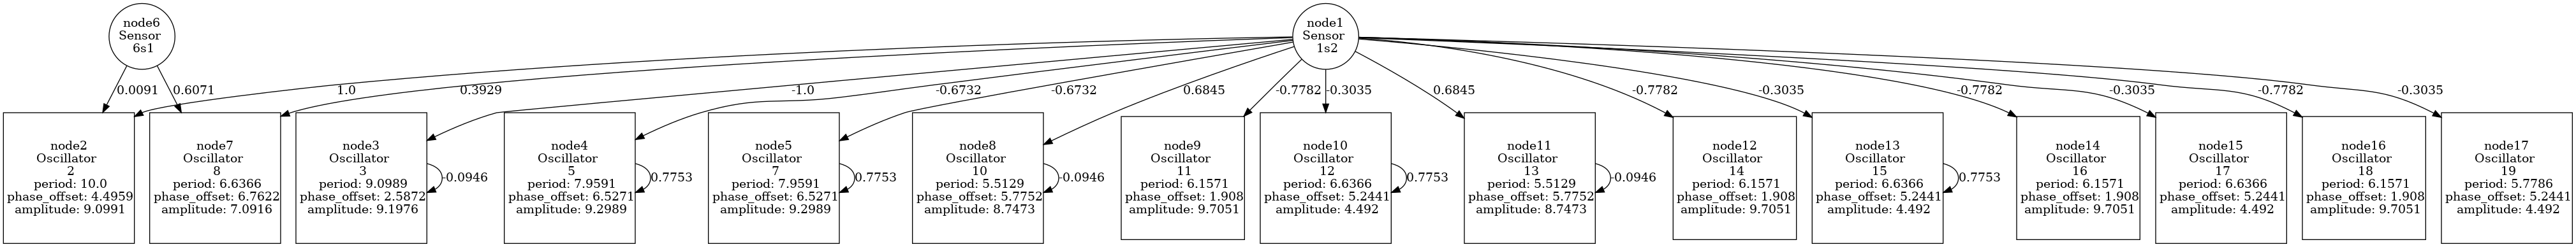 node6
Sensor
6s1
node1
Sensor
1s2
0.0091
0.6071
1.0
0.3929
-1.0
-0.6732
-0.6732
0.6845
-0.7782
-0.3035
0.6845
-0.7782
-0.3035
-0.7782
-0.3035
-0.7782
-0.3035
node2
Oscillator
2
period: 10.0
phase_offset: 4.4959
amplitude: 9.0991
node7
Oscillator
8
period: 6.6366
phase_offset: 6.7622
amplitude: 7.0916
node3
Oscillator
3
period: 9.0989
phase_offset: 2.5872
amplitude: 9.1976
-0.0946
node4
Oscillator
5
period: 7.9591
phase_offset: 6.5271
amplitude: 9.2989
0.7753
node5
Oscillator
7
period: 7.9591
phase_offset: 6.5271
amplitude: 9.2989
0.7753
node8
Oscillator
10
period: 5.5129
phase_offset: 5.7752
amplitude: 8.7473
-0.0946
node9
Oscillator
11
period: 6.1571
phase_offset: 1.908
amplitude: 9.7051
node10
Oscillator
12
period: 6.6366
phase_offset: 5.2441
amplitude: 4.492
0.7753
node11
Oscillator
13
period: 5.5129
phase_offset: 5.7752
amplitude: 8.7473
-0.0946
node12
Oscillator
14
period: 6.1571
phase_offset: 1.908
amplitude: 9.7051
node13
Oscillator
15
period: 6.6366
phase_offset: 5.2441
amplitude: 4.492
0.7753
node14
Oscillator
16
period: 6.1571
phase_offset: 1.908
amplitude: 9.7051
node15
Oscillator
17
period: 6.6366
phase_offset: 5.2441
amplitude: 4.492
node16
Oscillator
18
period: 6.1571
phase_offset: 1.908
amplitude: 9.7051
node17
Oscillator
19
period: 5.7786
phase_offset: 5.2441
amplitude: 4.492